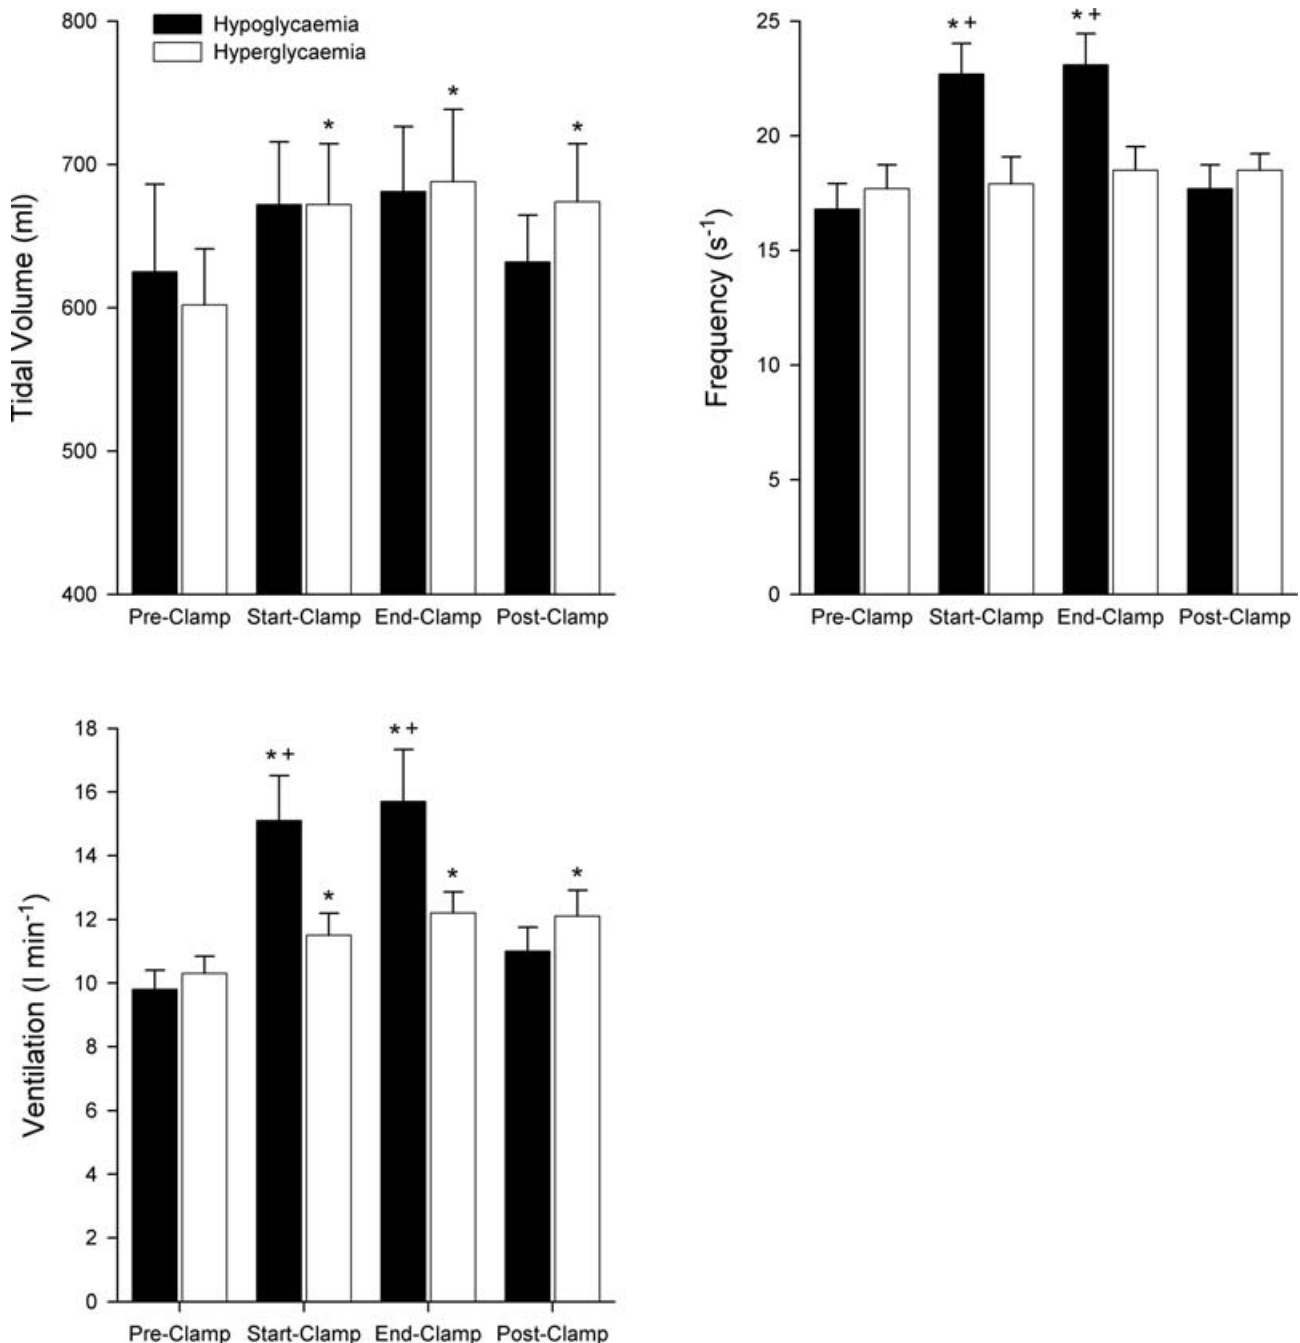 800
Hypoglycaemia
Hyperglycaemia
700
600
500
400
Tidal Volume (ml)
* * *
Pre-Clamp Start-Clamp End-Clamp Post-Clamp
25
20
15
10
5
0
Frequency (s⁻¹)
*+ *+
Pre-Clamp Start-Clamp End-Clamp Post-Clamp
18
16
14
12
10
8
6
4
2
0
Ventilation (l min⁻¹)
*+ * *+ * *
Pre-Clamp Start-Clamp End-Clamp Post-Clamp